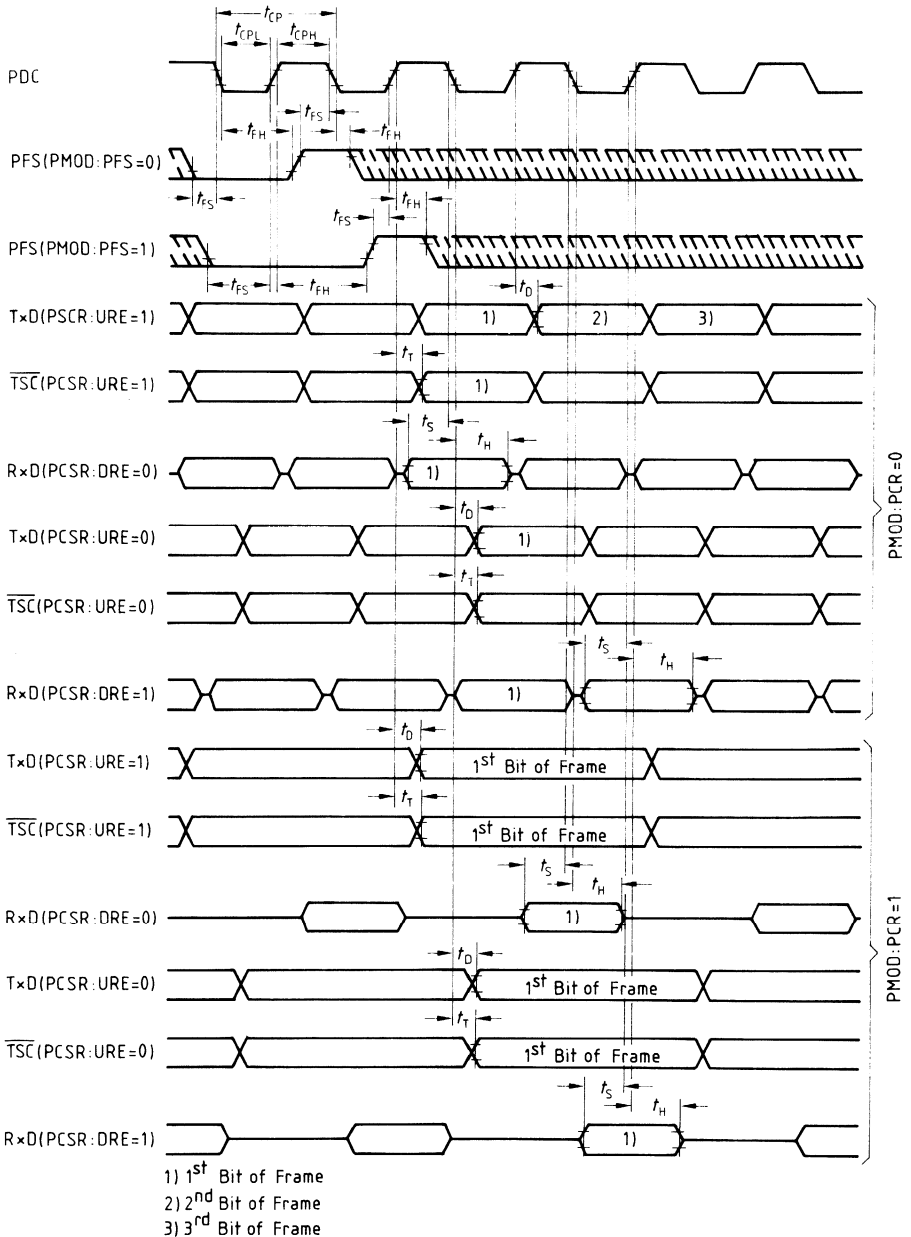 tCP
tCPL tCPH
PDC
tFS
tFH tFH
PFS(PMOD:PFS=0)
tFS tFH
tFS
PFS(PMOD:PFS=1)
tFS tFH
tD
TxD(PSCR:URE=1) 1) 2) 3)
tT
TSC(PCSR:URE=1) 1)
tS
tH
RxD(PCSR:DRE=0) 1)
tD
TxD(PCSR:URE=0) 1)
tT
TSC(PCSR:URE=0)
tS
tH
RxD(PCSR:DRE=1) 1)
PMOD:PCR=0
tD
TxD(PCSR:URE=1) 1st Bit of Frame
tT
TSC(PCSR:URE=1) 1st Bit of Frame
tS
tH
RxD(PCSR:DRE=0) 1)
tD
TxD(PCSR:URE=0) 1st Bit of Frame
tT
TSC(PCSR:URE=0) 1st Bit of Frame
tS
tH
RxD(PCSR:DRE=1) 1)
PMOD:PCR=1
1) 1st Bit of Frame
2) 2nd Bit of Frame
3) 3rd Bit of Frame